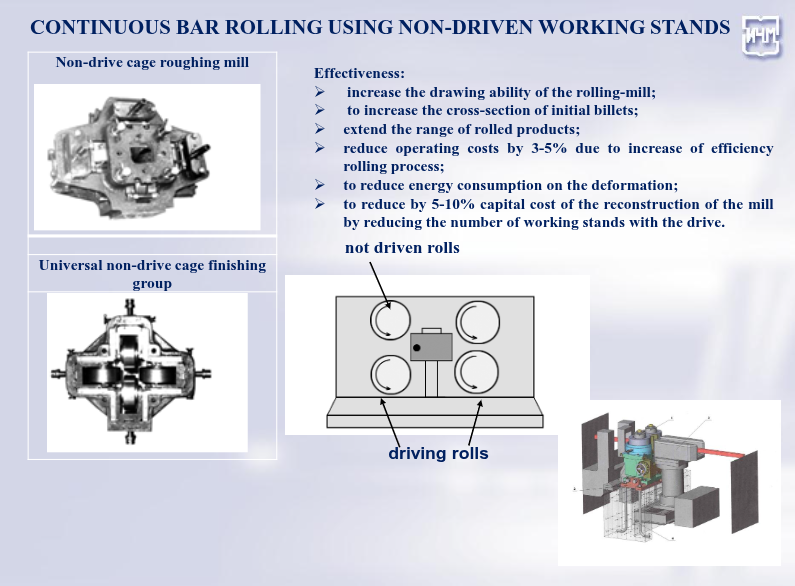 CONTINUOUS BAR ROLLING USING NON-DRIVEN WORKING STANDS
ИЧМ
Non-drive cage roughing mill
Universal non-drive cage finishing
group
Effectiveness:
increase the drawing ability of the rolling-mill;
to increase the cross-section of initial billets;
extend the range of rolled products;
reduce operating costs by 3-5% due to increase of efficiency
rolling process;
to reduce energy consumption on the deformation;
to reduce by 5-10% capital cost of the reconstruction of the mill
by reducing the number of working stands with the drive.
not driven rolls
driving rolls